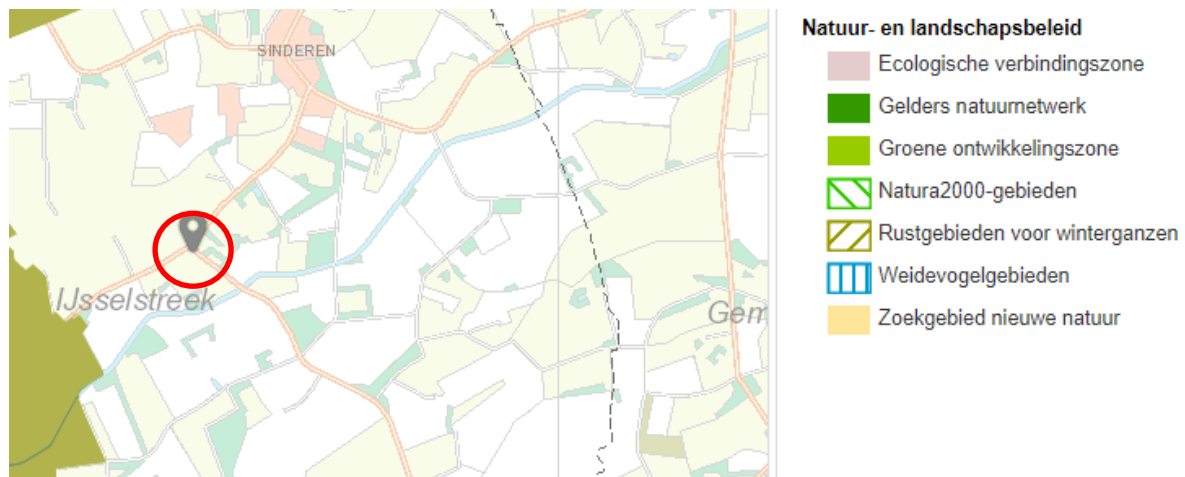 SINDEREN
IJsselstreek
Gem
Natuur- en landschapsbeleid
Ecologische verbindingszone
Gelders natuurnetwerk
Groene ontwikkelingszone
Natura2000-gebieden
Rustgebieden voor winterganzen
Weidevogelgebieden
Zoekgebied nieuwe natuur